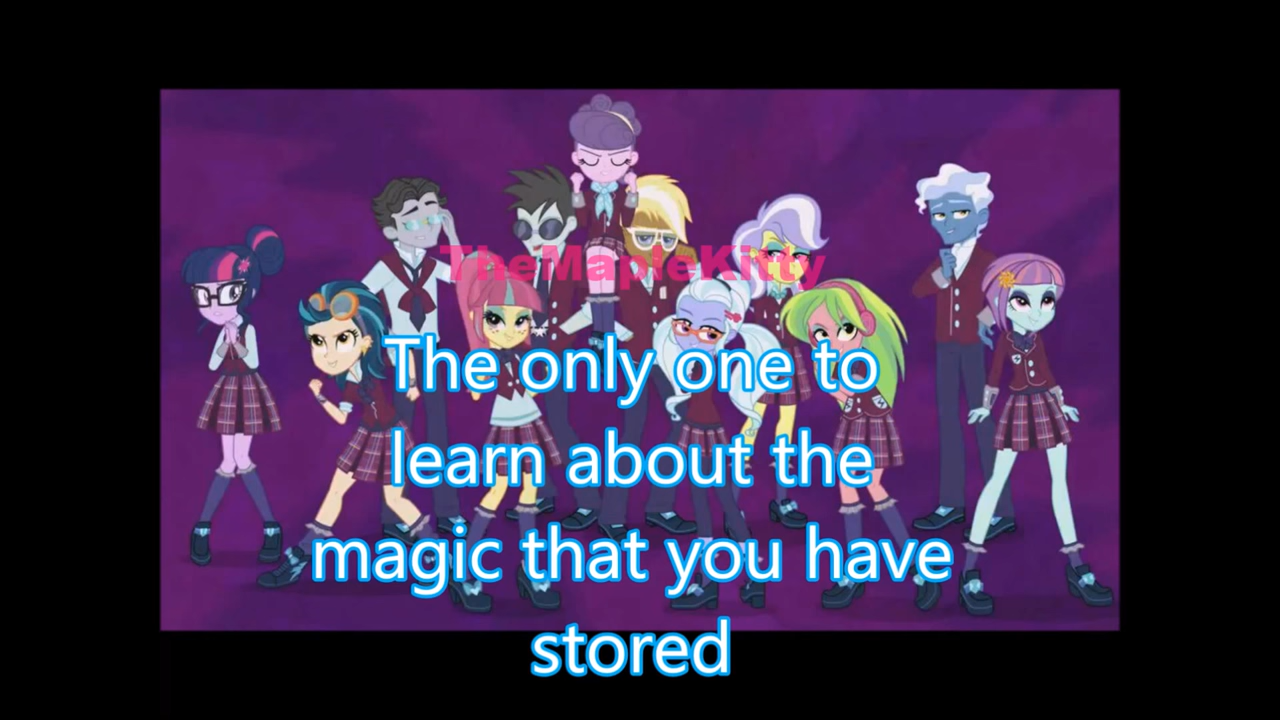 TheMapleKitty
The only one to
learn about the
magic that you have
stored